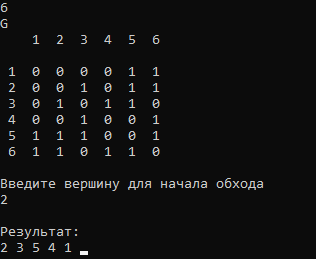 6
G
1 2 3 4 5 6
1 0 0 0 0 1 1
2 0 0 1 0 1 1
3 0 1 0 1 1 0
4 0 0 1 0 0 1
5 1 1 1 0 0 1
6 1 1 0 1 1 0
Введите вершину для начала обхода
2
Результат:
2 3 5 4 1